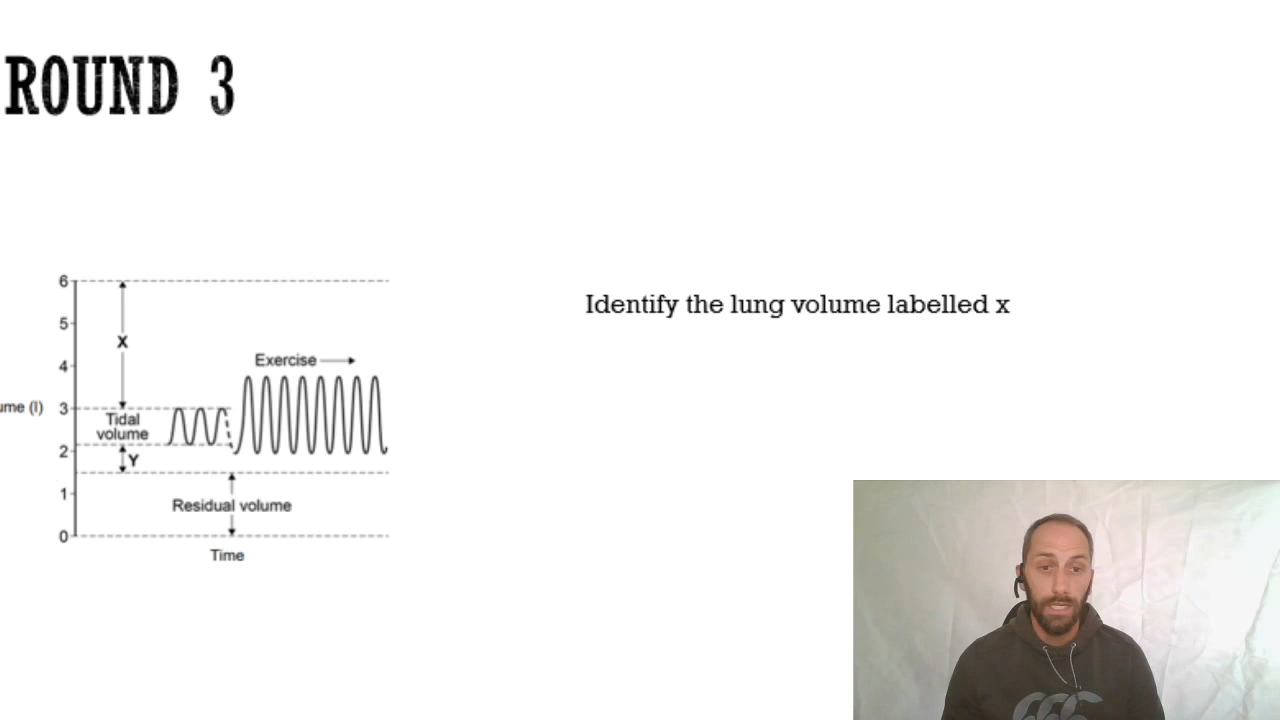 ROUND 3
6
5
4
3
2
1
0
ume (l)
X
Exercise
Tidal
volume
Y
Residual volume
Time
Identify the lung volume labelled x